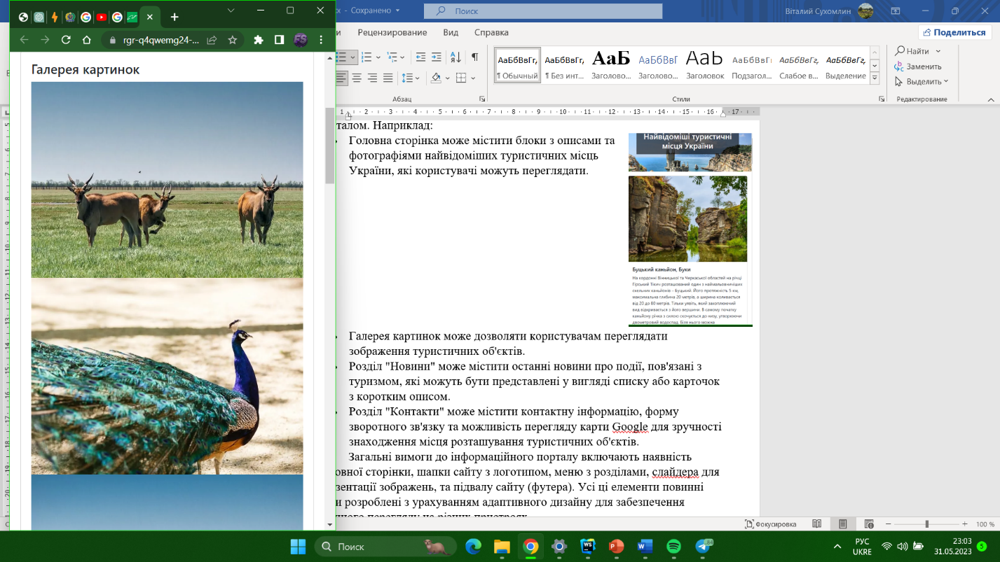 rgr-q4qwemg24-...
Галерея картинок
Сохранено
Поиск
Віталий Сухомлин
Рецензирование Вид Справка
Поделиться
АаБбВвГг, АаБбВвГг, АаБ АаБбВвГ АаЬ АаБбВвГ АаБбВвГг, АаБбВвГг,
¶ Обычный ¶ Без инт... Заголово... Заголово... Заголовок Подзагол... Слабое в... Выделение
Найти
Заменить
Выделить
Абзац
Стили
Редактирование
1 2 3 4 5 6 7 8 9 10 11 12 13 14 15 16 17
талом. Наприклад:
Головна сторінка може містити блоки з описами та
фотографіями найвідоміших туристичних місць
України, які користувачі можуть переглядати.
Найвідоміші туристичні
місця України
Буцький каньйон, Буки
На кордонні Вінницької та Черкаської областей на річці
Гірський Тікич розташований один з наймальовничіших
скельних каньйонів – Буцький. Його протяжність 5 км,
максимальна глибина 20 метрів, а ширина коливається
від 20 до 80 метрів. Тільки уявіть, який захоплюючий
вид відкривається з його вершини. В самому початку
каньйону річка з силою скочується до низу, утворюючи
двометровий водоспад. Біля нього можна
Галерея картинок може дозволяти користувачам переглядати
зображення туристичних об'єктів.
Розділ "Новини" може містити останні новини про події, пов'язані з
туризмом, які можуть бути представлені у вигляді списку або карточок
з коротким описом.
Розділ "Контакти" може містити контактну інформацію, форму
зворотного зв'язку та можливість перегляду карти Google для зручності
знаходження місця розташування туристичних об'єктів.
Загальні вимоги до інформаційного порталу включають наявність
овної сторінки, шапки сайту з логотипом, меню з розділами, слайдера для
зентації зображень, та підвалу сайту (футера). Усі ці елементи повинні
и розроблені з урахуванням адаптивного дизайну для забезпечення
Фокусировка
100 %
Поиск
РУС
UKRE
23:03
31.05.2023
5